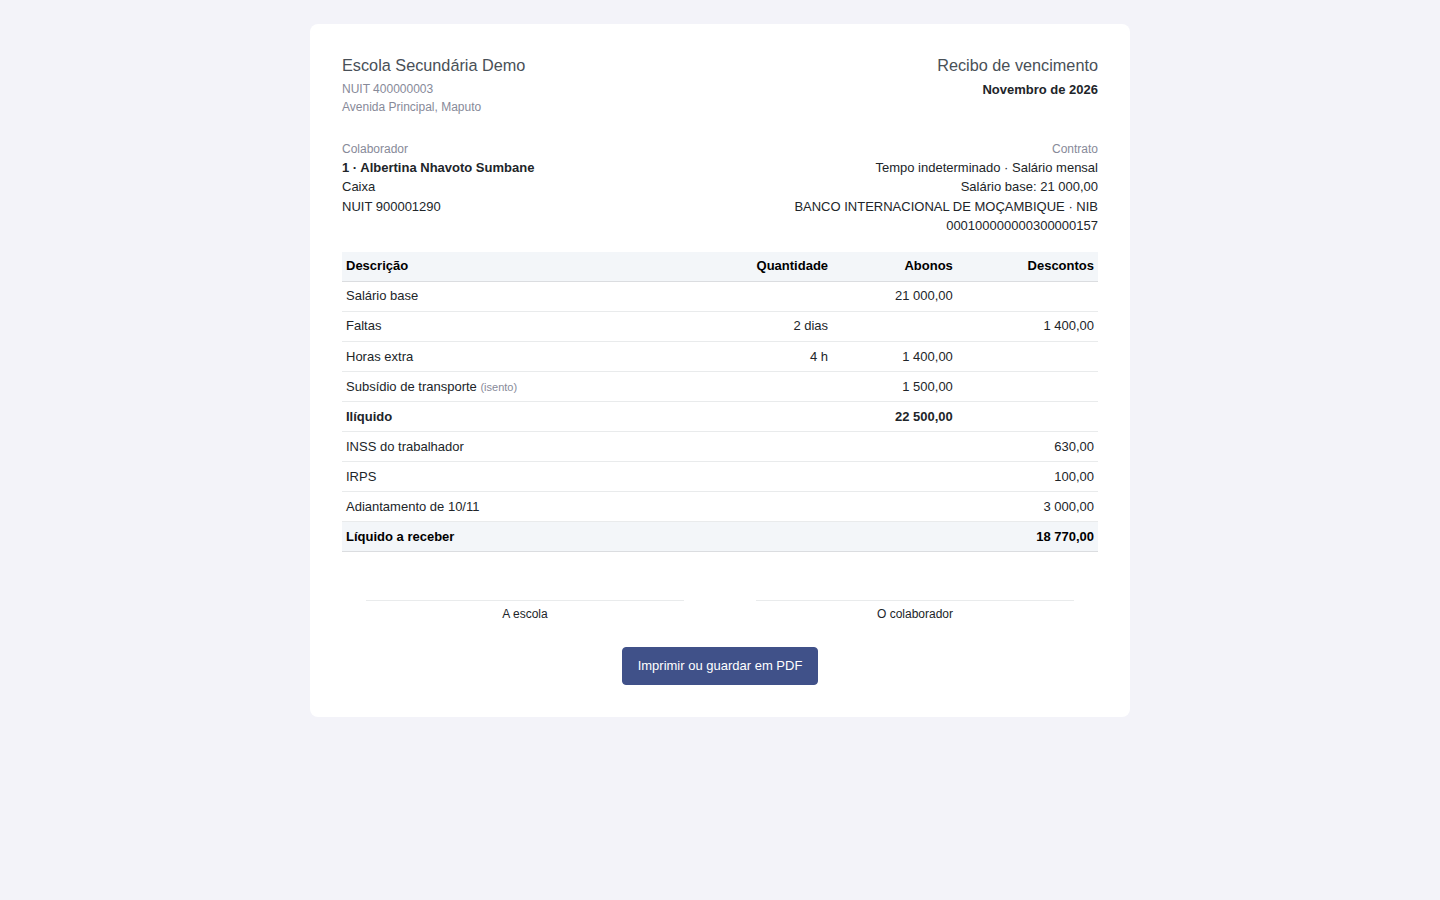 Escola Secundária Demo
NUIT 400000003
Avenida Principal, Maputo
Recibo de vencimento
Novembro de 2026
Colaborador
1 · Albertina Nhavoto Sumbane
Caixa
NUIT 900001290
Contrato
Tempo indeterminado · Salário mensal
Salário base: 21 000,00
BANCO INTERNACIONAL DE MOÇAMBIQUE · NIB
000100000000300000157
Descrição Quantidade Abonos Descontos
Salário base 21 000,00
Faltas 2 dias 1 400,00
Horas extra 4 h 1 400,00
Subsídio de transporte (isento) 1 500,00
Ilíquido 22 500,00
INSS do trabalhador 630,00
IRPS 100,00
Adiantamento de 10/11 3 000,00
Líquido a receber 18 770,00
A escola O colaborador
Imprimir ou guardar em PDF